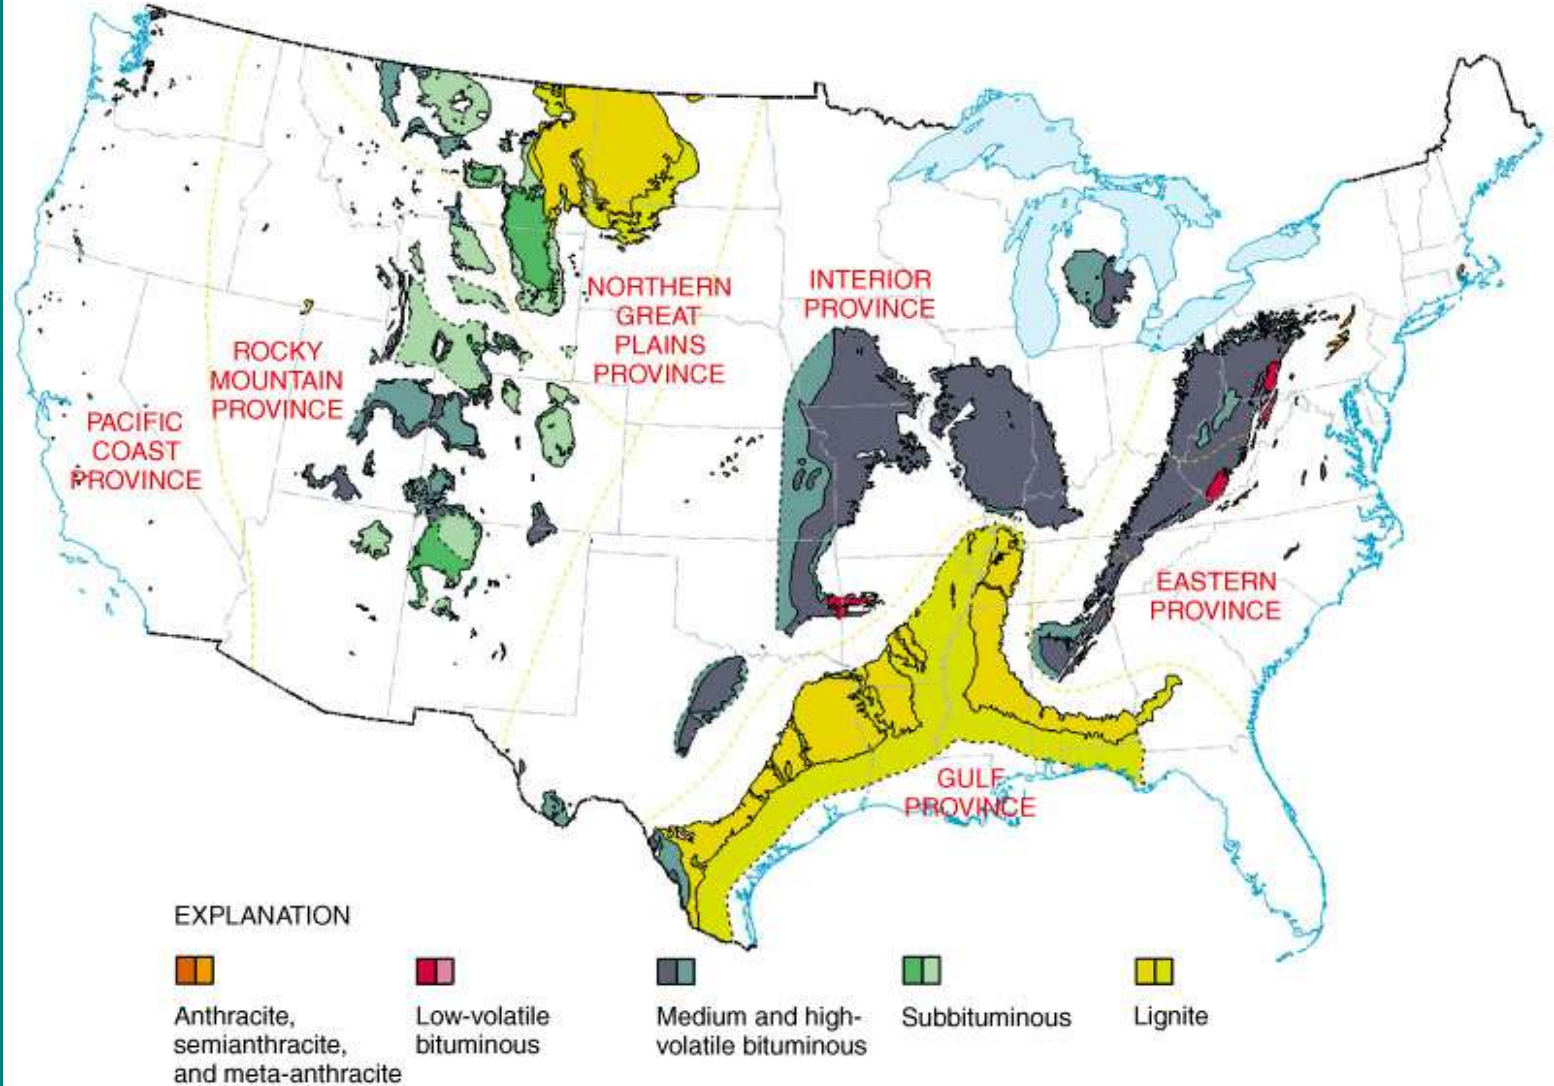 NORTHERN
GREAT
PLAINS
PROVINCE
INTERIOR
PROVINCE
ROCKY
MOUNTAIN
PROVINCE
PACIFIC
COAST
PROVINCE
EASTERN
PROVINCE
GULF
PROVINCE
EXPLANATION
Anthracite,
semianthracite,
and meta-anthracite
Low-volatile
bituminous
Medium and high-
volatile bituminous
Subbituminous
Lignite